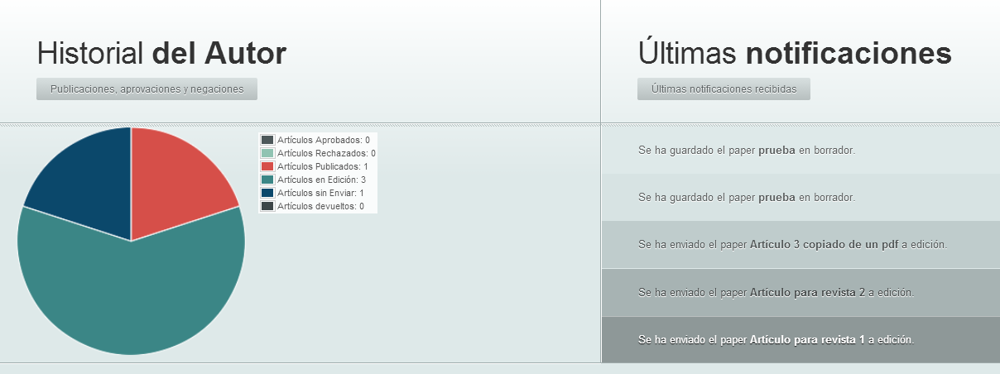 Historial del Autor
Publicaciones, aprovaciones y negaciones
Artículos Aprobados: 0
Artículos Rechazados: 0
Artículos Publicados: 1
Artículos en Edición: 3
Artículos sin Enviar: 1
Artículos devueltos: 0
Últimas notificaciones
Últimas notificaciones recibidas
Se ha guardado el paper prueba en borrador.
Se ha guardado el paper prueba en borrador.
Se ha enviado el paper Artículo 3 copiado de un pdf a edición.
Se ha enviado el paper Artículo para revista 2 a edición.
Se ha enviado el paper Artículo para revista 1 a edición.